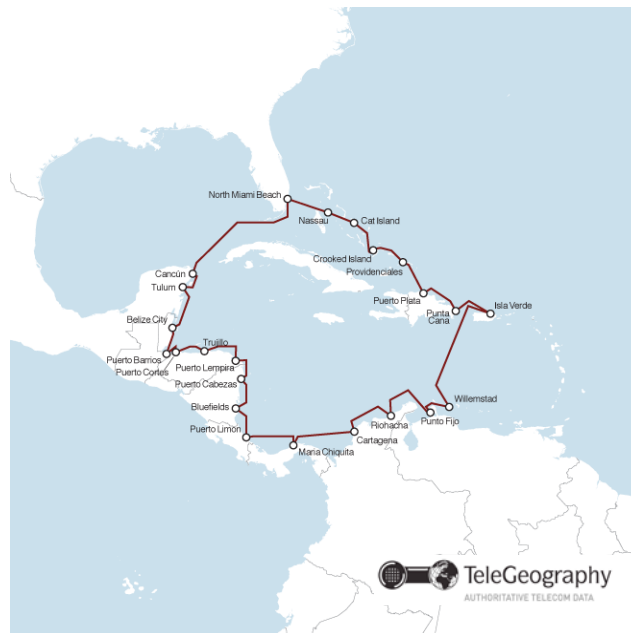 North Miami Beach
Nassau
Cat Island
Crooked Island
Providenciales
Cancún
Tulum
Puerto Plata
Punta
Cana
Isla Verde
Belize City
Trujillo
Puerto Barrios
Puerto Cortes
Puerto Lempira
Puerto Cabezas
Bluefields
Willemstad
Puerto Limón
Riohacha
Punto Fijo
Cartagena
Maria Chiquita
TeleGeography
AUTHORITATIVE TELECOM DATA